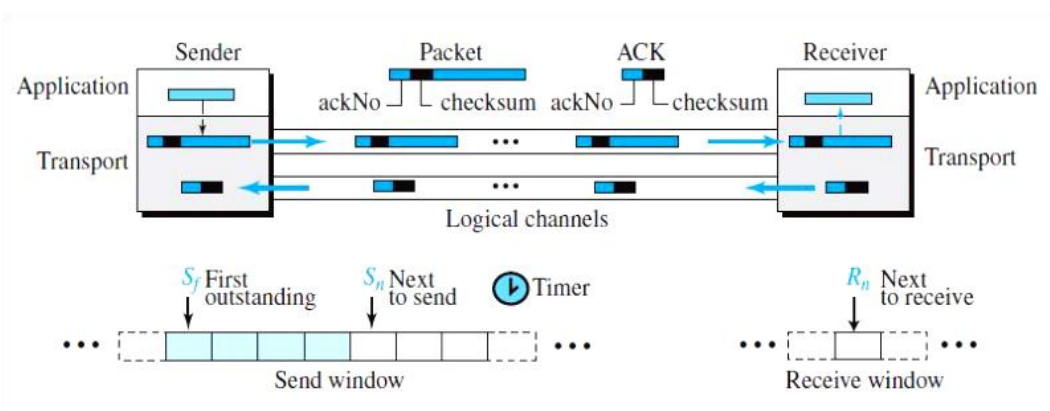 Sender Packet ACK Receiver
Application Application
ackNo checksum ackNo checksum
Transport Transport
Logical channels
Sf First outstanding
Sn Next to send
Timer
Rn Next to receive
Send window
Receive window